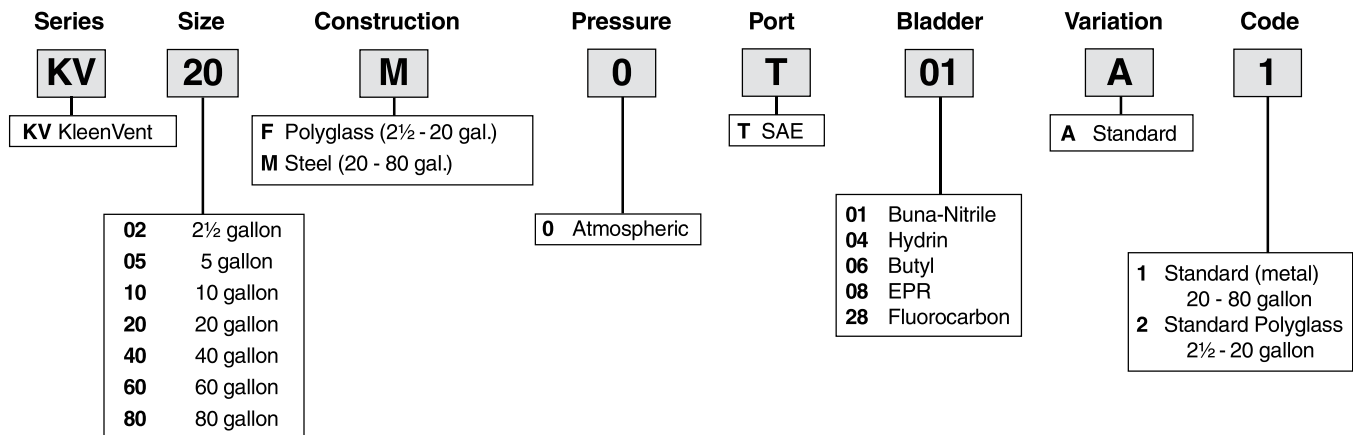 Series Size Construction Pressure Port Bladder Variation Code
KV 20 M 0 T 01 A 1
KV KleenVent
F Polyglass (2½ - 20 gal.)
M Steel (20 - 80 gal.)
T SAE
A Standard
02 2½ gallon
05 5 gallon
10 10 gallon
20 20 gallon
40 40 gallon
60 60 gallon
80 80 gallon
0 Atmospheric
01 Buna-Nitrile
04 Hydrin
06 Butyl
08 EPR
28 Fluorocarbon
1 Standard (metal)
20 - 80 gallon
2 Standard Polyglass
2½ - 20 gallon